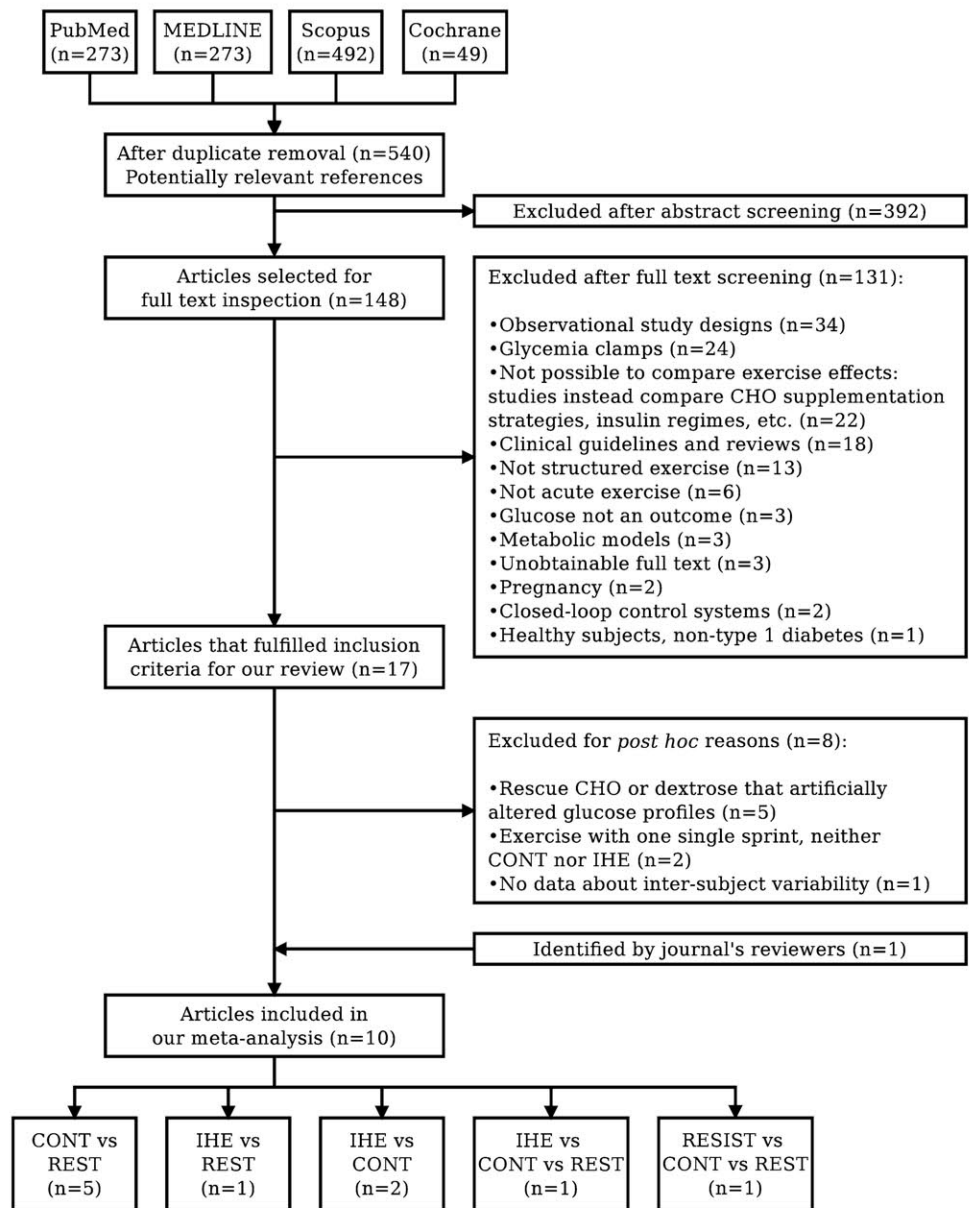 PubMed
(n=273)
MEDLINE
(n=273)
Scopus
(n=492)
Cochrane
(n=49)
After duplicate removal (n=540)
Potentially relevant references
Excluded after abstract screening (n=392)
Articles selected for
full text inspection (n=148)
Excluded after full text screening (n=131):
•Observational study designs (n=34)
•Glycemia clamps (n=24)
•Not possible to compare exercise effects:
studies instead compare CHO supplementation
strategies, insulin regimes, etc. (n=22)
•Clinical guidelines and reviews (n=18)
•Not structured exercise (n=13)
•Not acute exercise (n=6)
•Glucose not an outcome (n=3)
•Metabolic models (n=3)
•Unobtainable full text (n=3)
•Pregnancy (n=2)
•Closed-loop control systems (n=2)
•Healthy subjects, non-type 1 diabetes (n=1)
Articles that fulfilled inclusion
criteria for our review (n=17)
Excluded for post hoc reasons (n=8):
•Rescue CHO or dextrose that artificially
altered glucose profiles (n=5)
•Exercise with one single sprint, neither
CONT nor IHE (n=2)
•No data about inter-subject variability (n=1)
Identified by journal's reviewers (n=1)
Articles included in
our meta-analysis (n=10)
CONT vs
REST
(n=5)
IHE vs
REST
(n=1)
IHE vs
CONT
(n=2)
IHE vs
CONT vs REST
(n=1)
RESIST vs
CONT vs REST
(n=1)